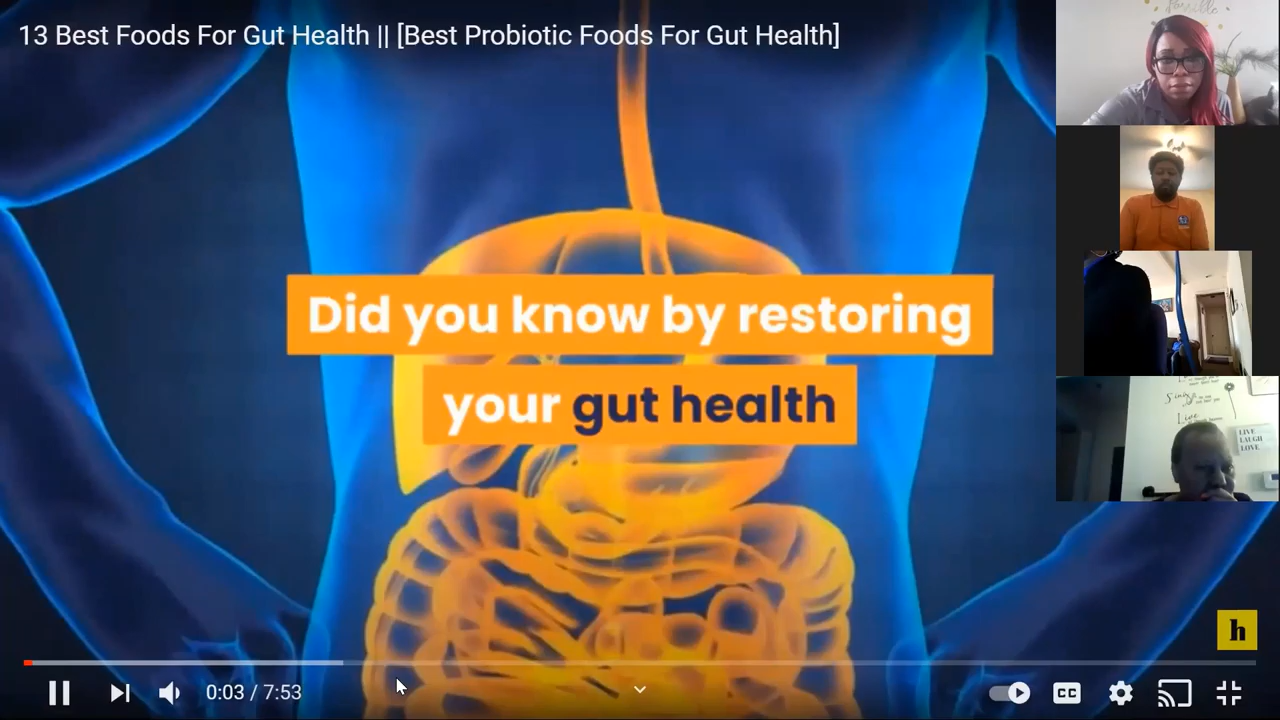 13 Best Foods For Gut Health || [Best Probiotic Foods For Gut Health]
Did you know by restoring
your gut health
LIVE
LAUGH
LOVE
h
0:03 / 7:53
CC